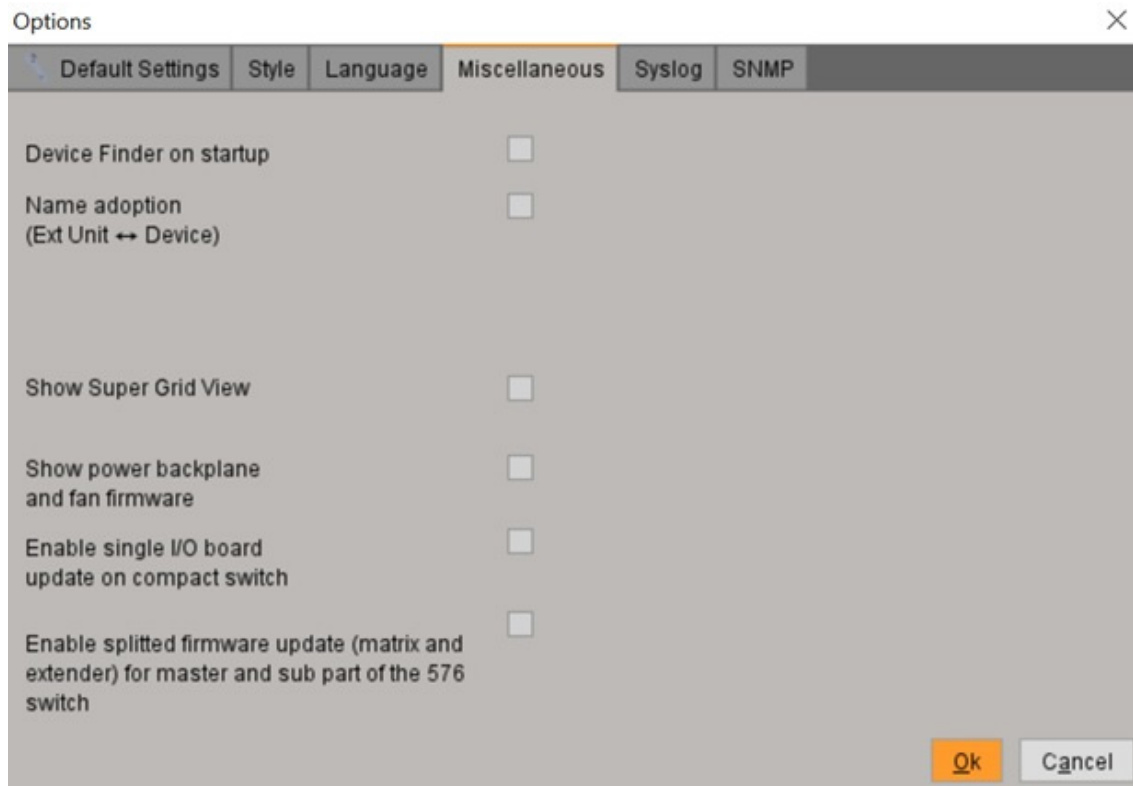 Options
Default Settings Style Language Miscellaneous Syslog SNMP
Device Finder on startup
Name adoption
(Ext Unit ↔ Device)
Show Super Grid View
Show power backplane
and fan firmware
Enable single I/O board
update on compact switch
Enable splitted firmware update (matrix and
extender) for master and sub part of the 576
switch
Ok Cancel